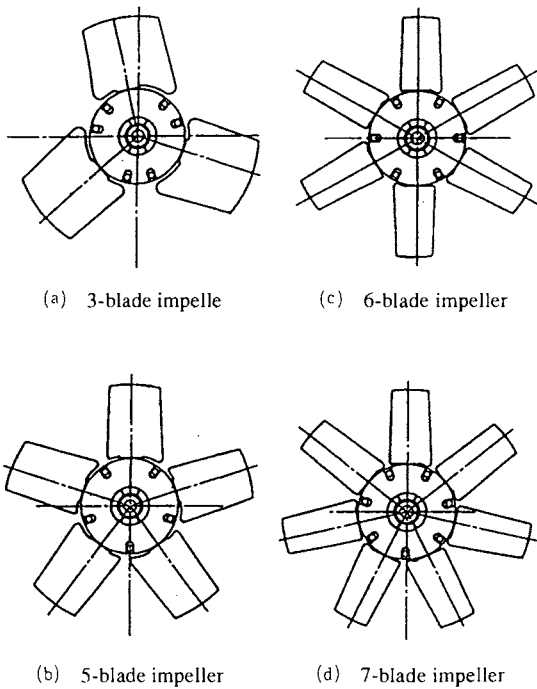 (a) 3-blade impelle
(c) 6-blade impeller
(b) 5-blade impeller
(d) 7-blade impeller